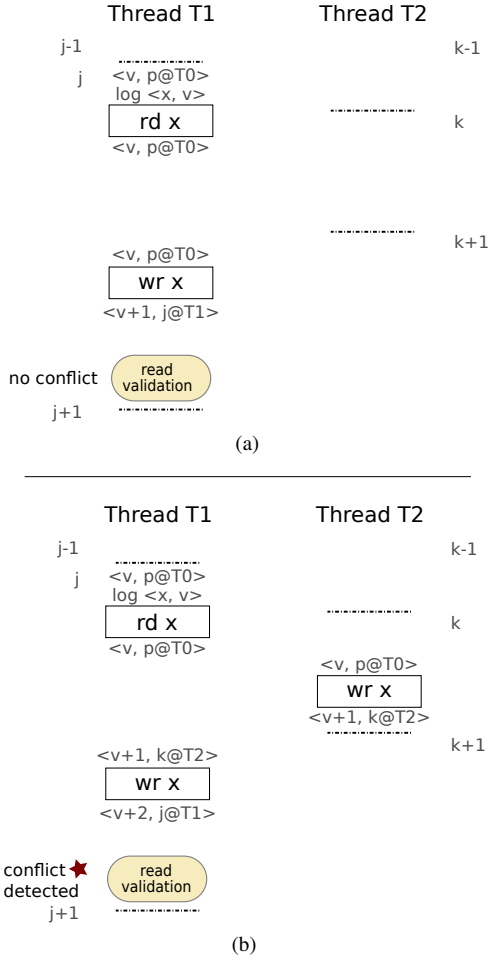 Thread T1 Thread T2
j-1 k-1
j <v, p@T0>
log <x, v>
rd x k
<v, p@T0>
k+1
<v, p@T0>
wr x
<v+1, j@T1>
no conflict read
validation
j+1
(a)
Thread T1 Thread T2
j-1 k-1
j <v, p@T0>
log <x, v>
rd x k
<v, p@T0> <v, p@T0>
wr x
<v+1, k@T2>
k+1
<v+1, k@T2>
wr x
<v+2, j@T1>
conflict read
detected validation
j+1
(b)